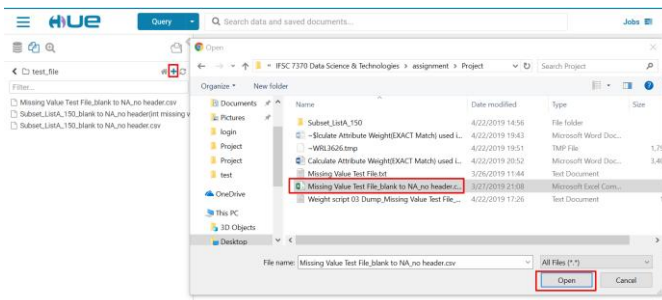 HUE
Query
Search data and saved documents...
Jobs
test_file
Filter...
Missing Value Test File_blank to NA_no header.csv
Subset_ListA_150_blank to NA_no header(int missing v
Subset_ListA_150_blank to NA_no header.csv
Open
« IFSC 7370 Data Science & Technologies > assignment > Project
Search Project
Organize
New folder
Documents
Pictures
login
Project
Project
test
OneDrive
This PC
3D Objects
Desktop
Name Date modified Type Size
Subset_ListA_150 4/22/2019 14:56 File folder
~$lculate Attribute Weight(EXACT Match) used i... 4/22/2019 19:43 Microsoft Word Doc...
~WRL3626.tmp 4/22/2019 19:51 TMP File 1,75
Calculate Attribute Weight(EXACT Match) used i... 4/22/2019 20:52 Microsoft Word Doc...
Missing Value Test File.txt 3/26/2019 11:44 Text Document
Missing Value Test File_blank to NA_no header.c... 3/27/2019 21:08 Microsoft Excel Com...
Weight script 03 Dump_Missing Value Test File_... 4/22/2019 17:26 Text Document
File name: Missing Value Test File_blank to NA_no header.csv
All Files (*.*)
Open Cancel